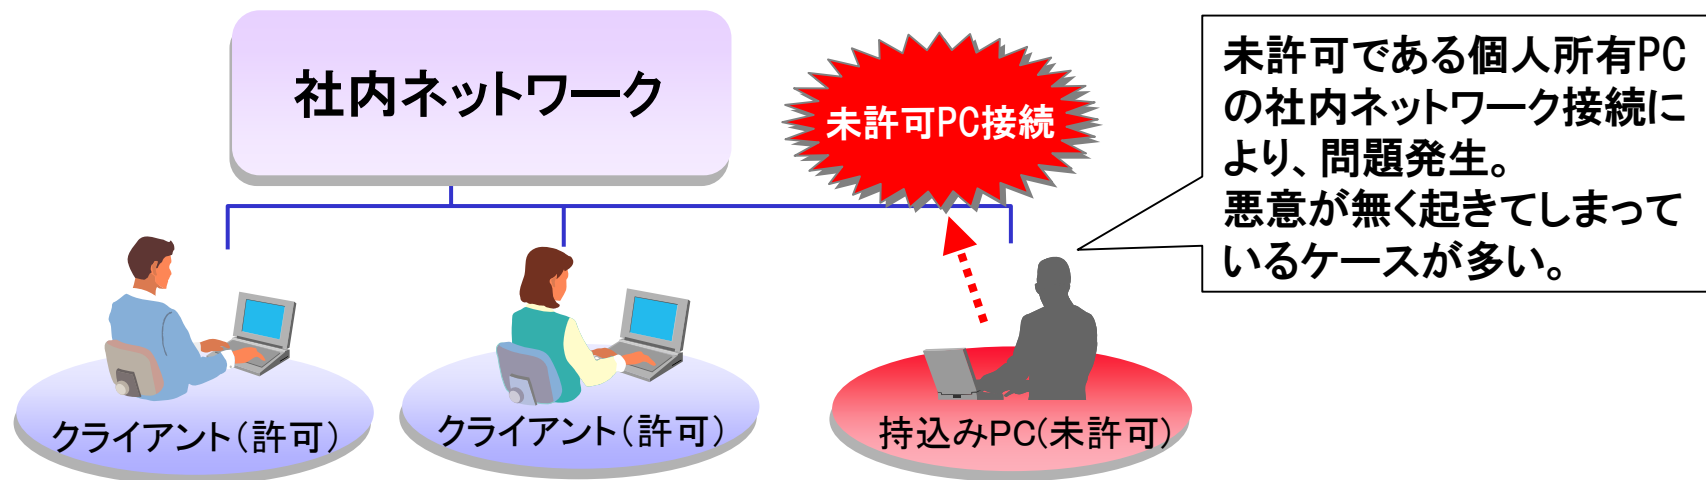 社内ネットワーク
未許可PC接続
未許可である個人所有PC
の社内ネットワーク接続に
より、問題発生。
悪意が無く起きてしまって
いるケースが多い。
クライアント（許可）
クライアント（許可）
持込みPC(未許可)